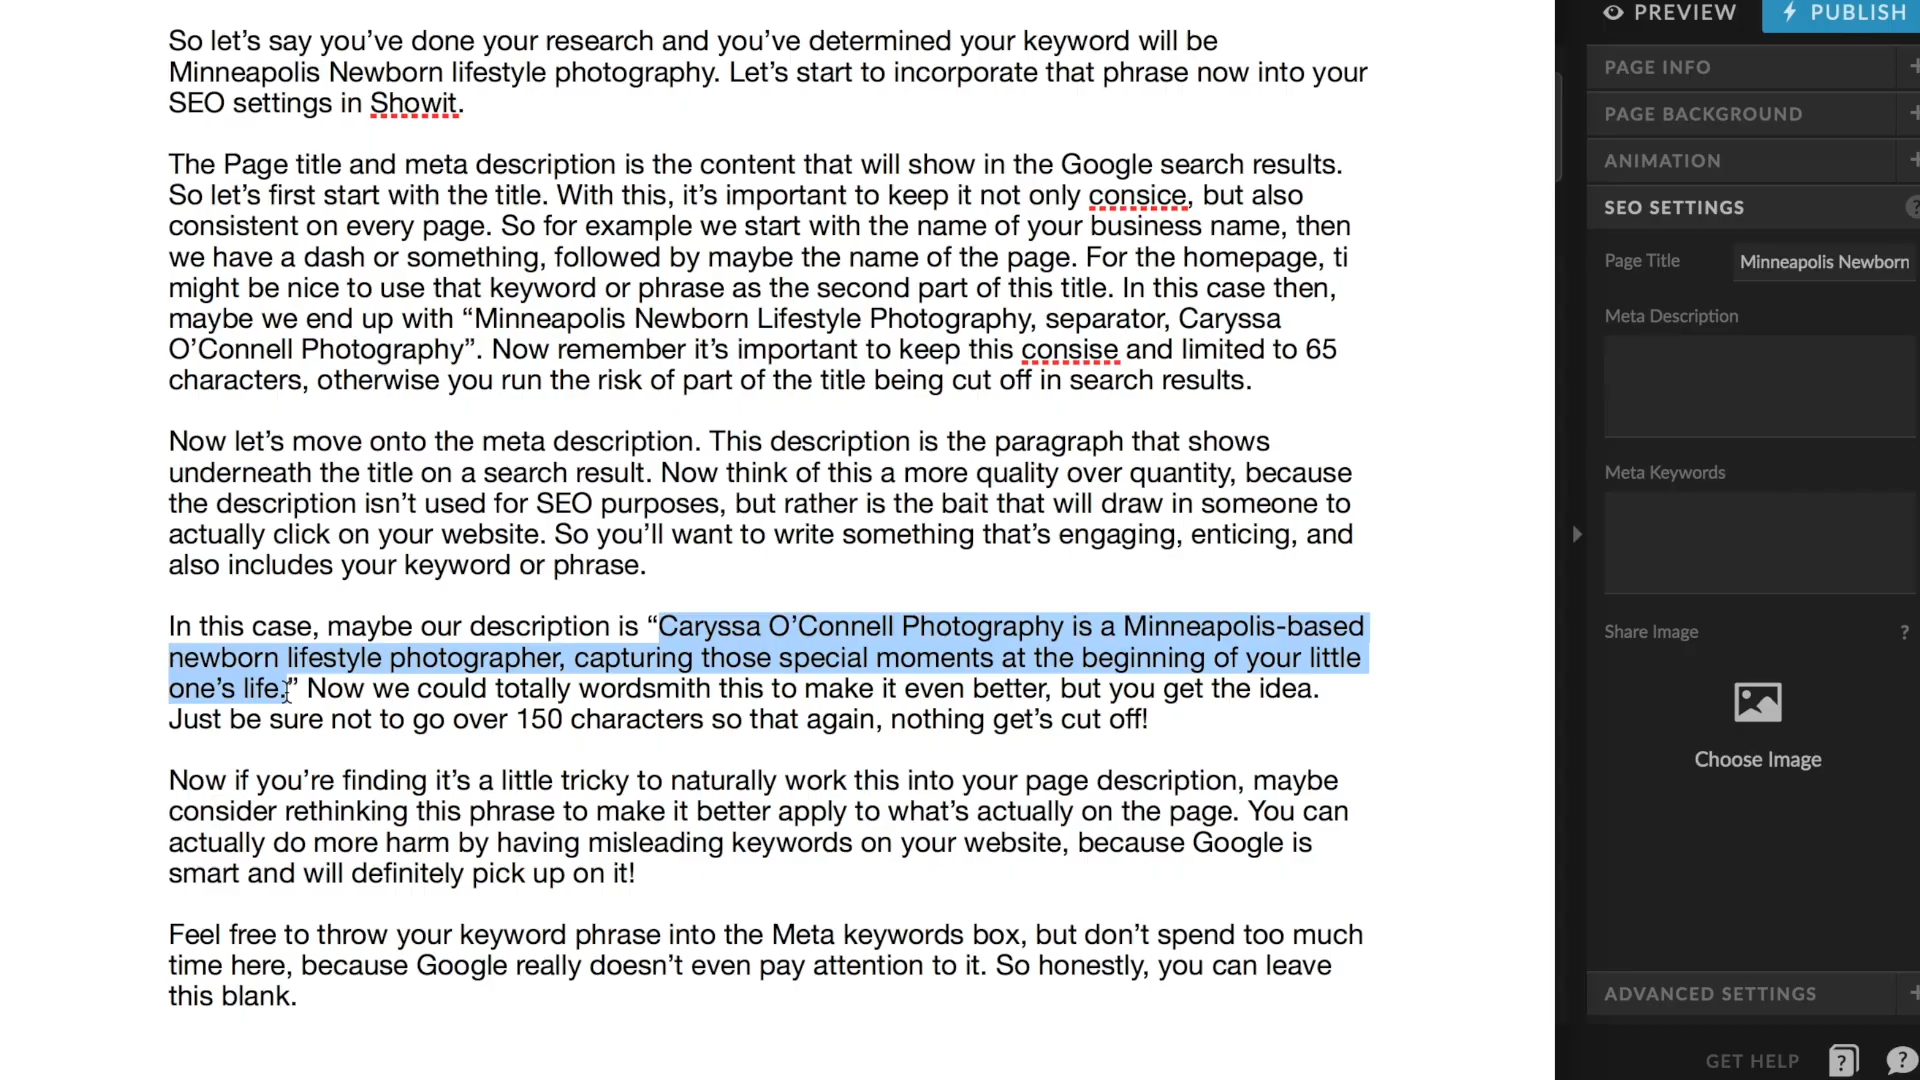 So let’s say you’ve done your research and you’ve determined your keyword will be
Minneapolis Newborn lifestyle photography. Let’s start to incorporate that phrase now into your
SEO settings in Showit.
The Page title and meta description is the content that will show in the Google search results.
So let’s first start with the title. With this, it’s important to keep it not only consice, but also
consistent on every page. So for example we start with the name of your business name, then
we have a dash or something, followed by maybe the name of the page. For the homepage, ti
might be nice to use that keyword or phrase as the second part of this title. In this case then,
maybe we end up with “Minneapolis Newborn Lifestyle Photography, separator, Caryssa
O’Connell Photography”. Now remember it’s important to keep this consise and limited to 65
characters, otherwise you run the risk of part of the title being cut off in search results.
Now let’s move onto the meta description. This description is the paragraph that shows
underneath the title on a search result. Now think of this a more quality over quantity, because
the description isn’t used for SEO purposes, but rather is the bait that will draw in someone to
actually click on your website. So you’ll want to write something that’s engaging, enticing, and
also includes your keyword or phrase.
In this case, maybe our description is “Caryssa O’Connell Photography is a Minneapolis-based
newborn lifestyle photographer, capturing those special moments at the beginning of your little
one’s life.” Now we could totally wordsmith this to make it even better, but you get the idea.
Just be sure not to go over 150 characters so that again, nothing get’s cut off!
Now if you’re finding it’s a little tricky to naturally work this into your page description, maybe
consider rethinking this phrase to make it better apply to what’s actually on the page. You can
actually do more harm by having misleading keywords on your website, because Google is
smart and will definitely pick up on it!
Feel free to throw your keyword phrase into the Meta keywords box, but don’t spend too much
time here, because Google really doesn’t even pay attention to it. So honestly, you can leave
this blank.
PREVIEW
PUBLISH
PAGE INFO +
PAGE BACKGROUND +
ANIMATION +
SEO SETTINGS ?
Page Title Minneapolis Newborn
Meta Description
Meta Keywords
Share Image ?
Choose Image
ADVANCED SETTINGS +
GET HELP ? ?